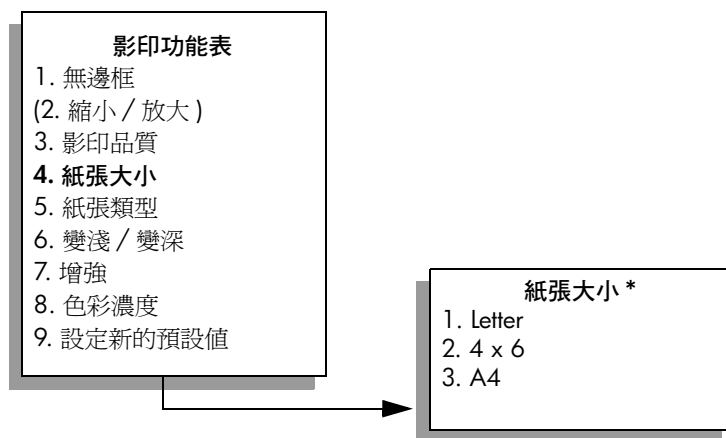 影印功能表
1. 無邊框
(2. 縮小 / 放大 )
3. 影印品質
4. 紙張大小
5. 紙張類型
6. 變淺 / 變深
7. 增強
8. 色彩濃度
9. 設定新的預設值
紙張大小 *
1. Letter
2. 4 x 6
3. A4